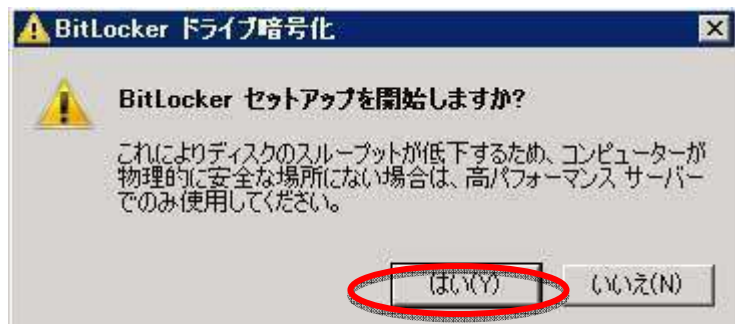 BitLocker ドライブ暗号化
BitLocker セットアップを開始しますか?
これによりディスクのスループットが低下するため、コンピューターが
物理的に安全な場所にない場合は、高パフォーマンス サーバー
でのみ使用してください。
はい(Y)
いいえ(N)